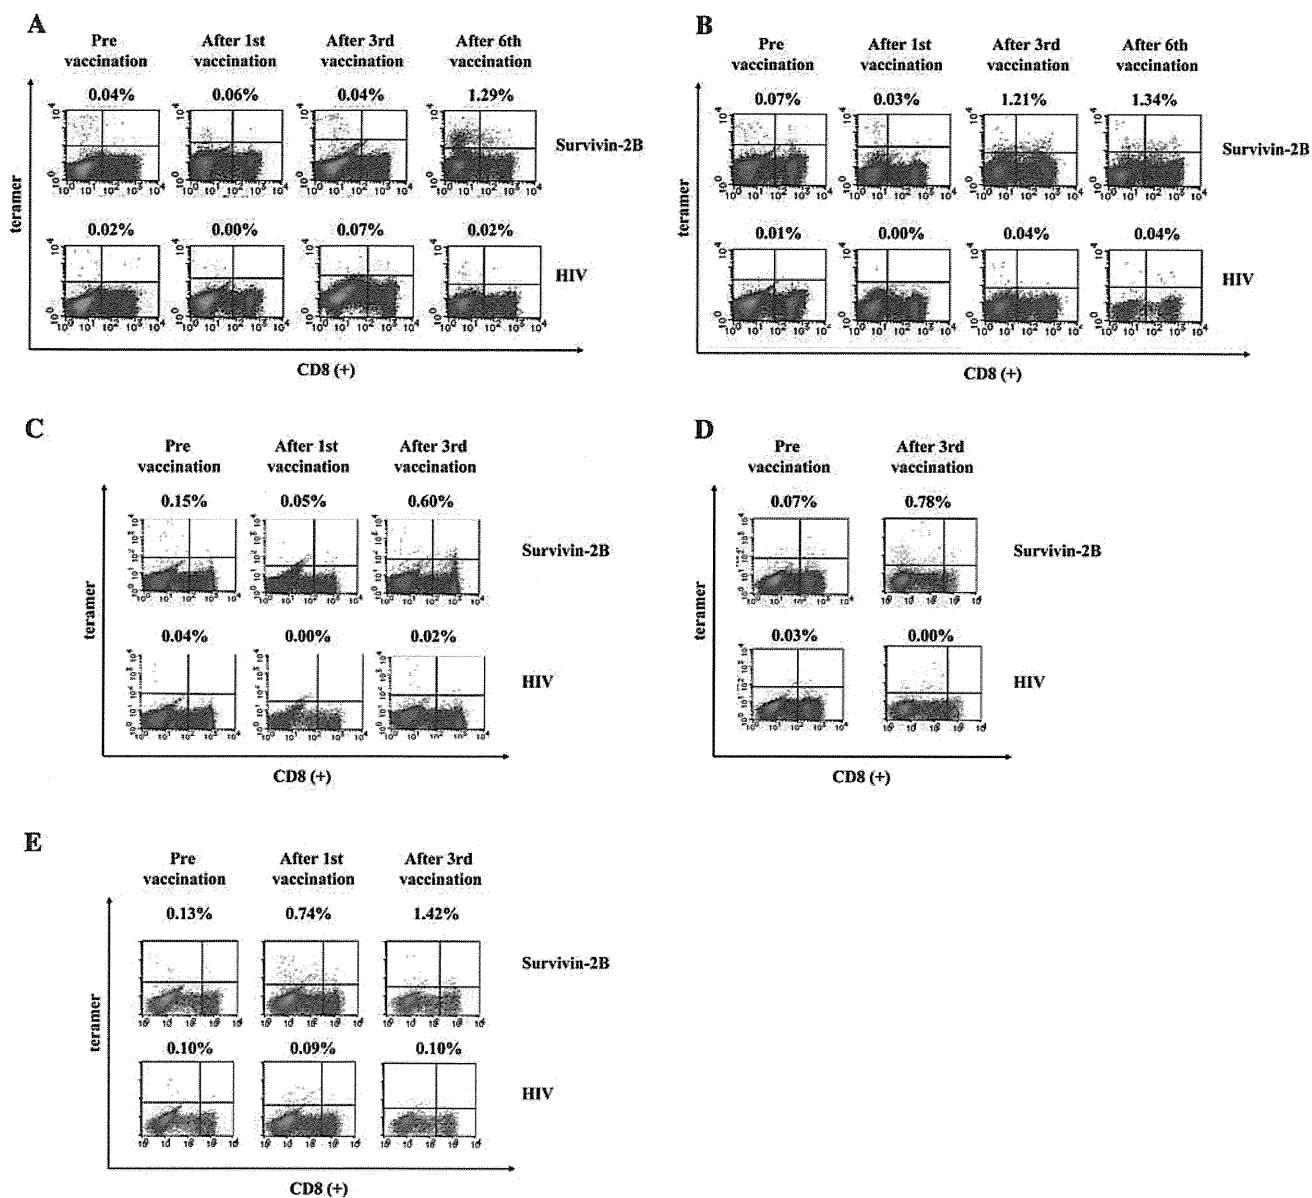 A
Pre vaccination
After 1st vaccination
After 3rd vaccination
After 6th vaccination
0.04%
0.06%
0.04%
1.29%
Survivin-2B
0.02%
0.00%
0.07%
0.02%
HIV
teramer
CD8 (+)
B
Pre vaccination
After 1st vaccination
After 3rd vaccination
After 6th vaccination
0.07%
0.03%
1.21%
1.34%
Survivin-2B
0.01%
0.00%
0.04%
0.04%
HIV
teramer
CD8 (+)
C
Pre vaccination
After 1st vaccination
After 3rd vaccination
0.15%
0.05%
0.60%
Survivin-2B
0.04%
0.00%
0.02%
HIV
teramer
CD8 (+)
D
Pre vaccination
After 3rd vaccination
0.07%
0.78%
Survivin-2B
0.03%
0.00%
HIV
teramer
CD8 (+)
E
Pre vaccination
After 1st vaccination
After 3rd vaccination
0.13%
0.74%
1.42%
Survivin-2B
0.10%
0.09%
0.10%
HIV
teramer
CD8 (+)